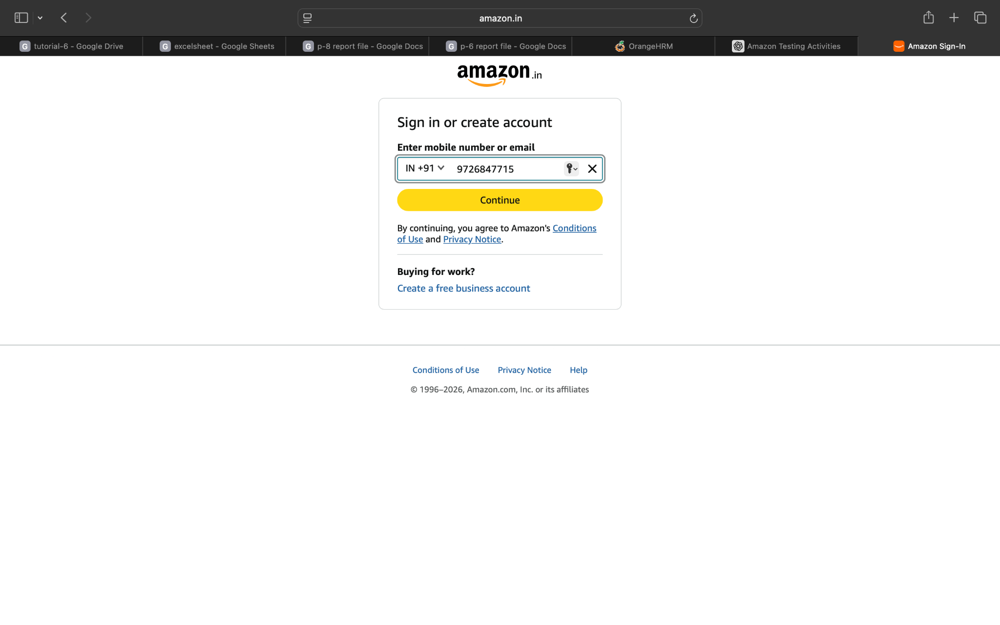 amazon.in
tutorial-6 - Google Drive
excelsheet - Google Sheets
p-8 report file - Google Docs
p-6 report file - Google Docs
OrangeHRM
Amazon Testing Activities
Amazon Sign-In
amazon.in
Sign in or create account
Enter mobile number or email
IN +91 9726847715
Continue
By continuing, you agree to Amazon's Conditions
of Use and Privacy Notice.
Buying for work?
Create a free business account
Conditions of Use Privacy Notice Help
© 1996–2026, Amazon.com, Inc. or its affiliates